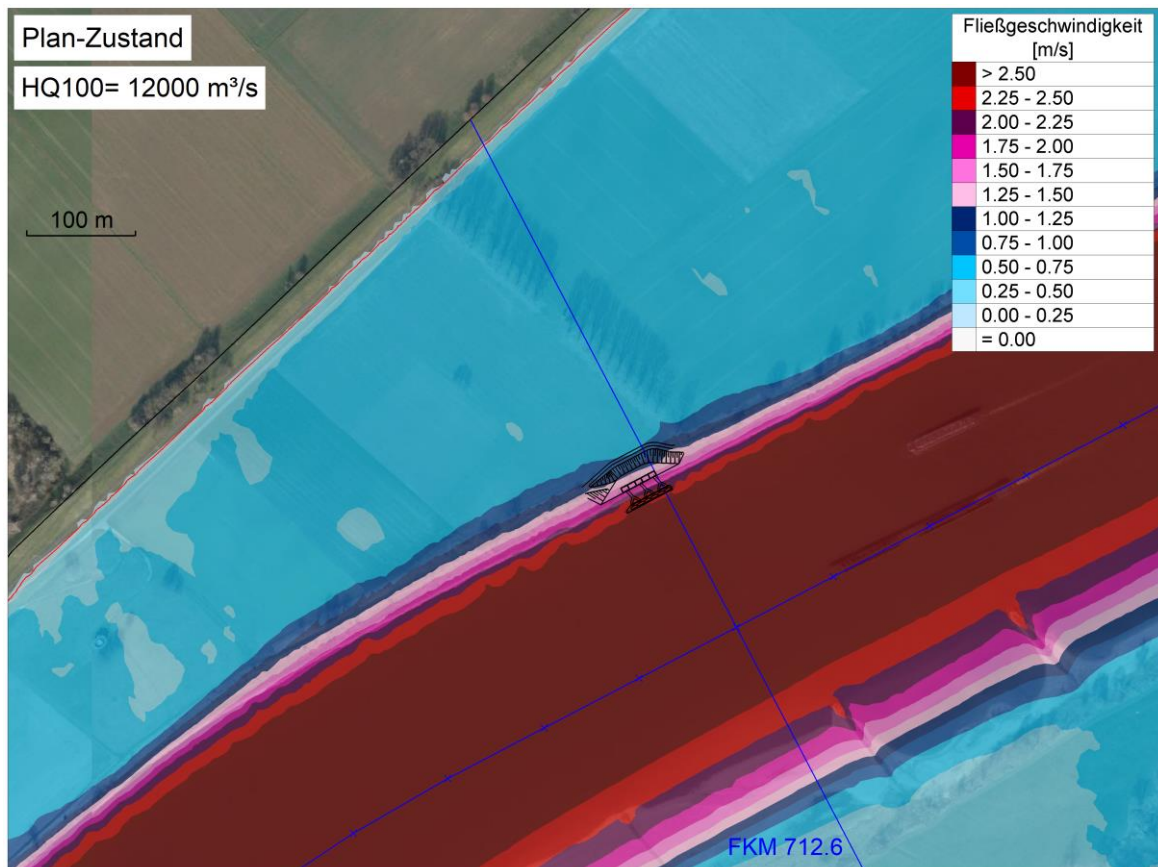 Plan-Zustand
HQ100= 12000 m³/s
100 m
Fließgeschwindigkeit
[m/s]
> 2.50
2.25 - 2.50
2.00 - 2.25
1.75 - 2.00
1.50 - 1.75
1.25 - 1.50
1.00 - 1.25
0.75 - 1.00
0.50 - 0.75
0.25 - 0.50
0.00 - 0.25
= 0.00
FKM 712.6